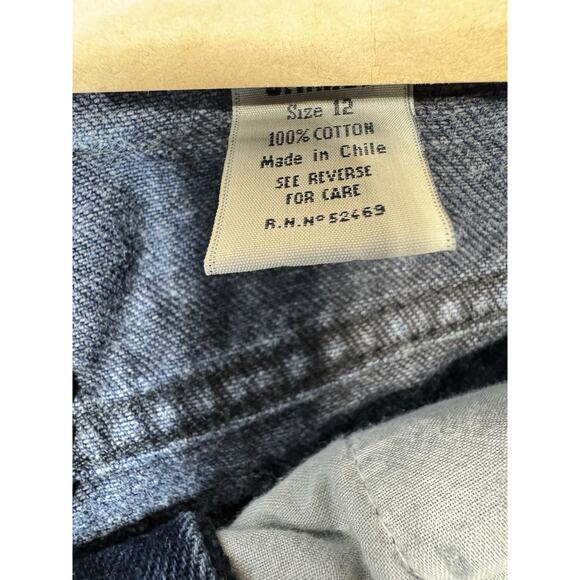 Size 12
100% COTTON
Made in Chile
SEE REVERSE
FOR CARE
R.N.Nº 52469